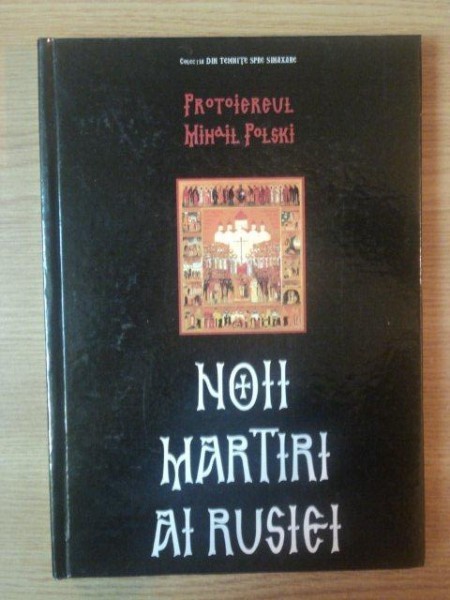 Colecția DIN TEMNIȚE SPRE SINAXARE
PROTOIEREUL
MIHAIL POLSKI
NOII
MARTIRI
AI RUSIEI